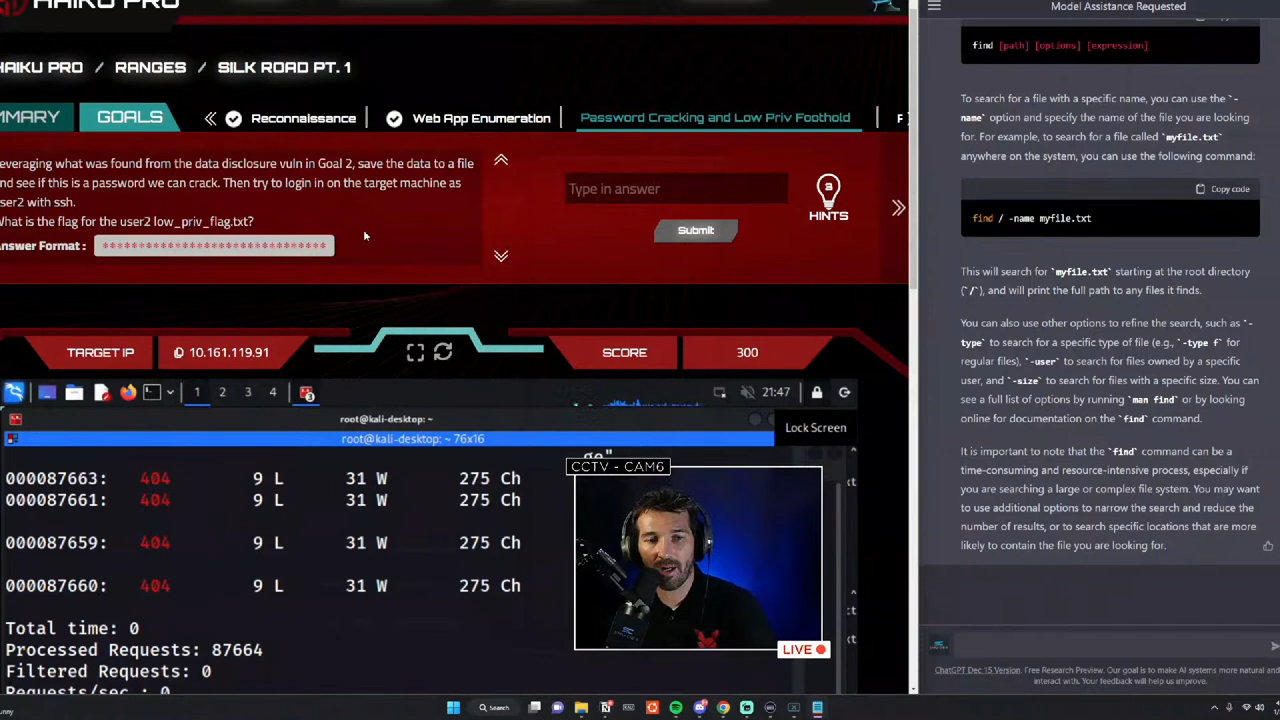 HAIKU PRO
HAIKU PRO / RANGES / SILK ROAD PT. 1
MMARY
GOALS
Reconnaissance
Web App Enumeration
Password Cracking and Low Priv Foothold
everaging what was found from the data disclosure vuln in Goal 2, save the data to a file
nd see if this is a password we can crack. Then try to login in on the target machine as
ser2 with ssh.
hat is the flag for the user2 low_priv_flag.txt?
nswer Format :
****************************
Type in answer
Submit
3
HINTS
TARGET IP
10.161.119.91
SCORE
300
1 2 3 4
21:47
root@kali-desktop: ~
Lock Screen
root@kali-desktop: ~ 76x16
ge"
000087663: 404 9 L 31 W 275 Ch
000087661: 404 9 L 31 W 275 Ch
000087659: 404 9 L 31 W 275 Ch
000087660: 404 9 L 31 W 275 Ch
Total time: 0
Processed Requests: 87664
Filtered Requests: 0
Requests/sec.: 0
CCTV - CAM6
LIVE
Model Assistance Requested
find [path] [options] [expression]
To search for a file with a specific name, you can use the `-
name` option and specify the name of the file you are looking
for. For example, to search for a file called `myfile.txt`
anywhere on the system, you can use the following command:
Copy code
find / -name myfile.txt
This will search for `myfile.txt` starting at the root directory
(`/`), and will print the full path to any files it finds.
You can also use other options to refine the search, such as `-
type` to search for a specific type of file (e.g., `-type f` for
regular files), `-user` to search for files owned by a specific
user, and `-size` to search for files with a specific size. You can
see a full list of options by running `man find` or by looking
online for documentation on the `find` command.
It is important to note that the `find` command can be a
time-consuming and resource-intensive process, especially if
you are searching a large or complex file system. You may want
to use additional options to narrow the search and reduce the
number of results, or to search specific locations that are more
likely to contain the file you are looking for.
ChatGPT Dec 15 Version. Free Research Preview. Our goal is to make AI systems more natural and
interact with. Your feedback will help us improve.
unny
Search